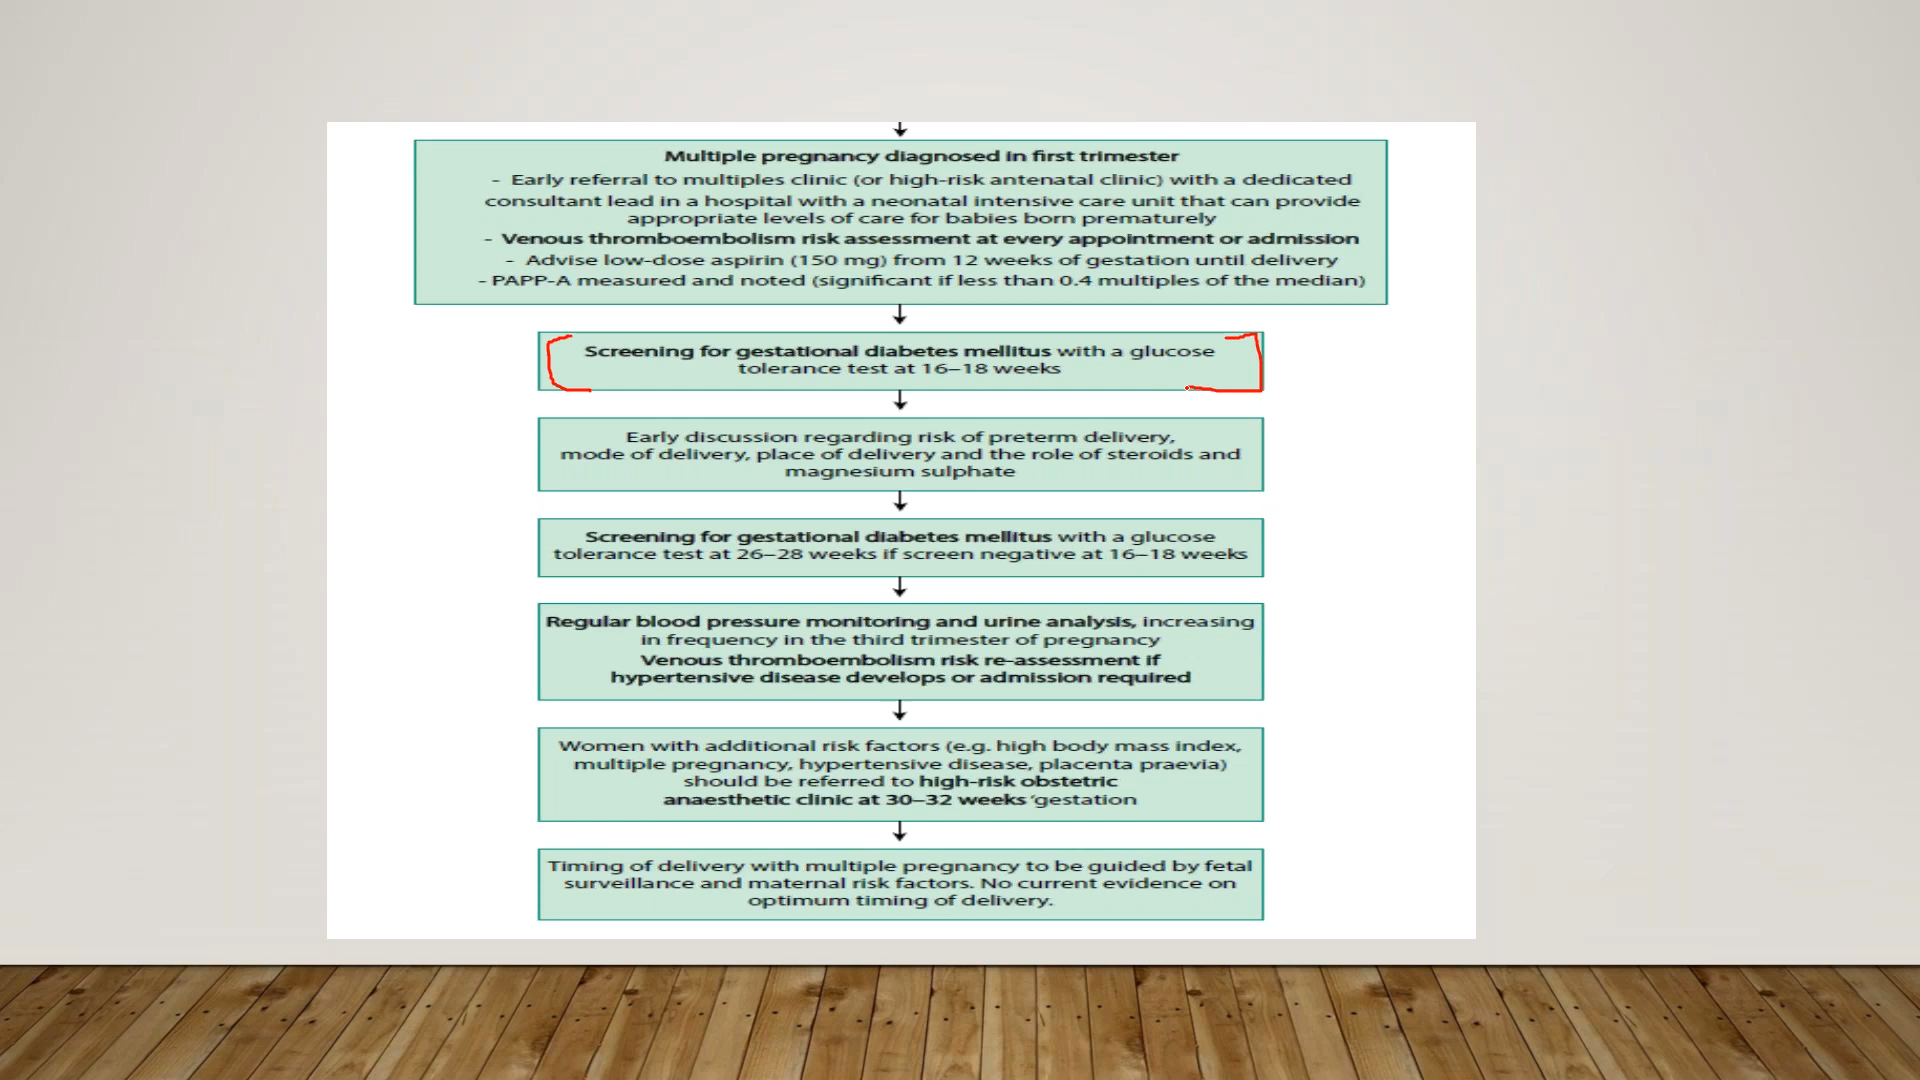 Multiple pregnancy diagnosed in first trimester
- Early referral to multiples clinic (or high-risk antenatal clinic) with a dedicated
consultant lead in a hospital with a neonatal intensive care unit that can provide
appropriate levels of care for babies born prematurely
- Venous thromboembolism risk assessment at every appointment or admission
- Advise low-dose aspirin (150 mg) from 12 weeks of gestation until delivery
- PAPP-A measured and noted (significant if less than 0.4 multiples of the median)
Screening for gestational diabetes mellitus with a glucose
tolerance test at 16–18 weeks
Early discussion regarding risk of preterm delivery,
mode of delivery, place of delivery and the role of steroids and
magnesium sulphate
Screening for gestational diabetes mellitus with a glucose
tolerance test at 26–28 weeks if screen negative at 16–18 weeks
Regular blood pressure monitoring and urine analysis, increasing
in frequency in the third trimester of pregnancy
Venous thromboembolism risk re-assessment if
hypertensive disease develops or admission required
Women with additional risk factors (e.g. high body mass index,
multiple pregnancy, hypertensive disease, placenta praevia)
should be referred to high-risk obstetric
anaesthetic clinic at 30–32 weeks ‘gestation
Timing of delivery with multiple pregnancy to be guided by fetal
surveillance and maternal risk factors. No current evidence on
optimum timing of delivery.